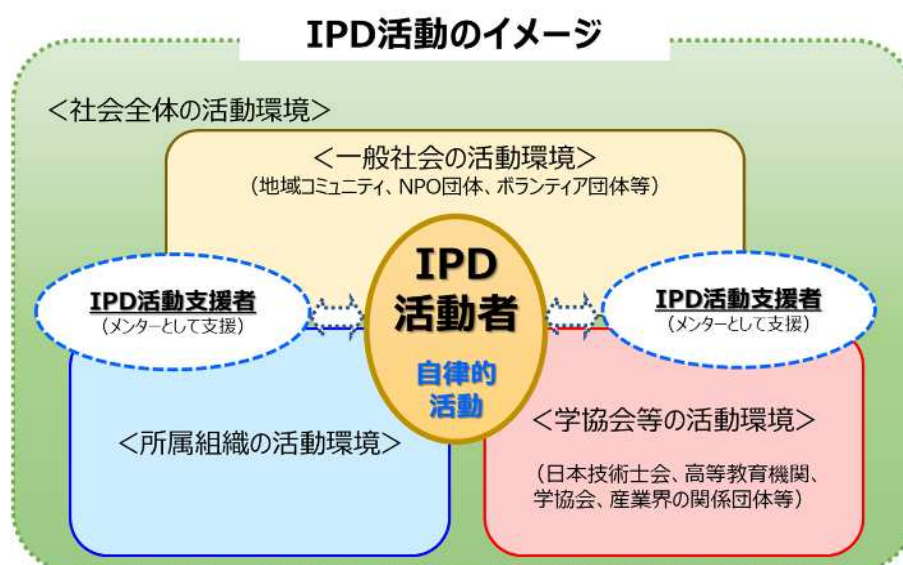 IPD活動のイメージ
＜社会全体の活動環境＞
＜一般社会の活動環境＞
（地域コミュニティ、NPO団体、ボランティア団体等）
IPD活動支援者
（メンターとして支援）
IPD
活動者
自律的
活動
IPD活動支援者
（メンターとして支援）
＜所属組織の活動環境＞
＜学協会等の活動環境＞
（日本技術士会、高等教育機関、
学協会、産業界の関係団体等）